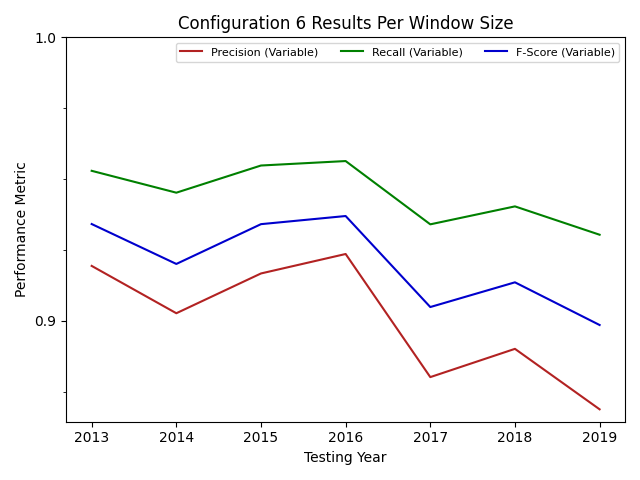 Configuration 6 Results Per Window Size
Precision (Variable) Recall (Variable) F-Score (Variable)
1.0
0.9
Performance Metric
2013 2014 2015 2016 2017 2018 2019
Testing Year